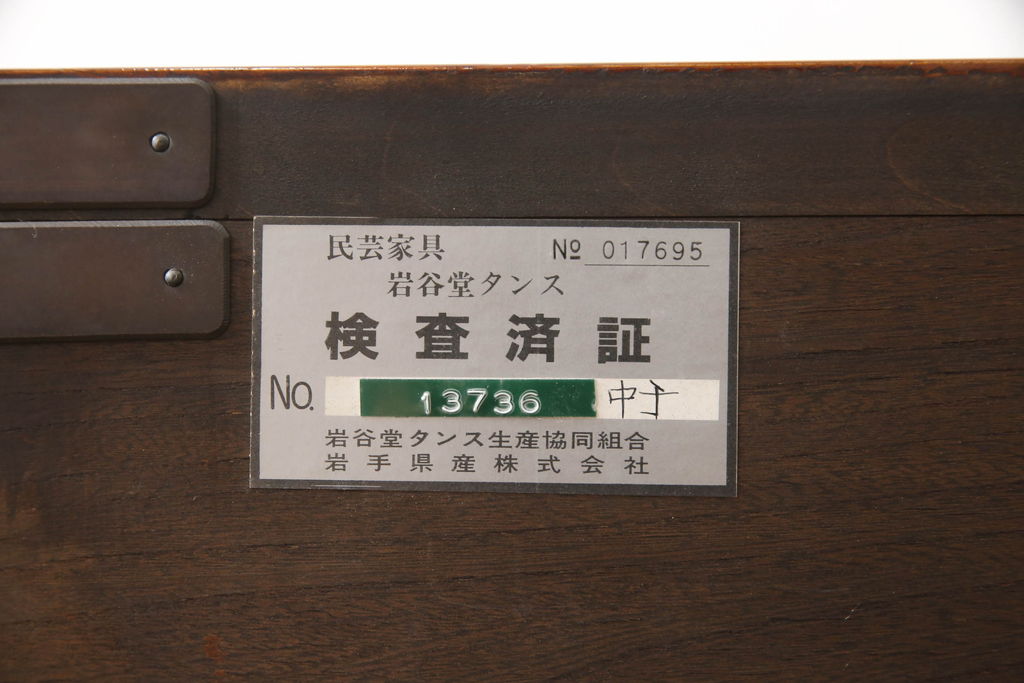 民芸家具 № 017695
岩谷堂タンス
検査済証
No. 13736 中
岩谷堂タンス生産協同組合
岩手県産株式会社